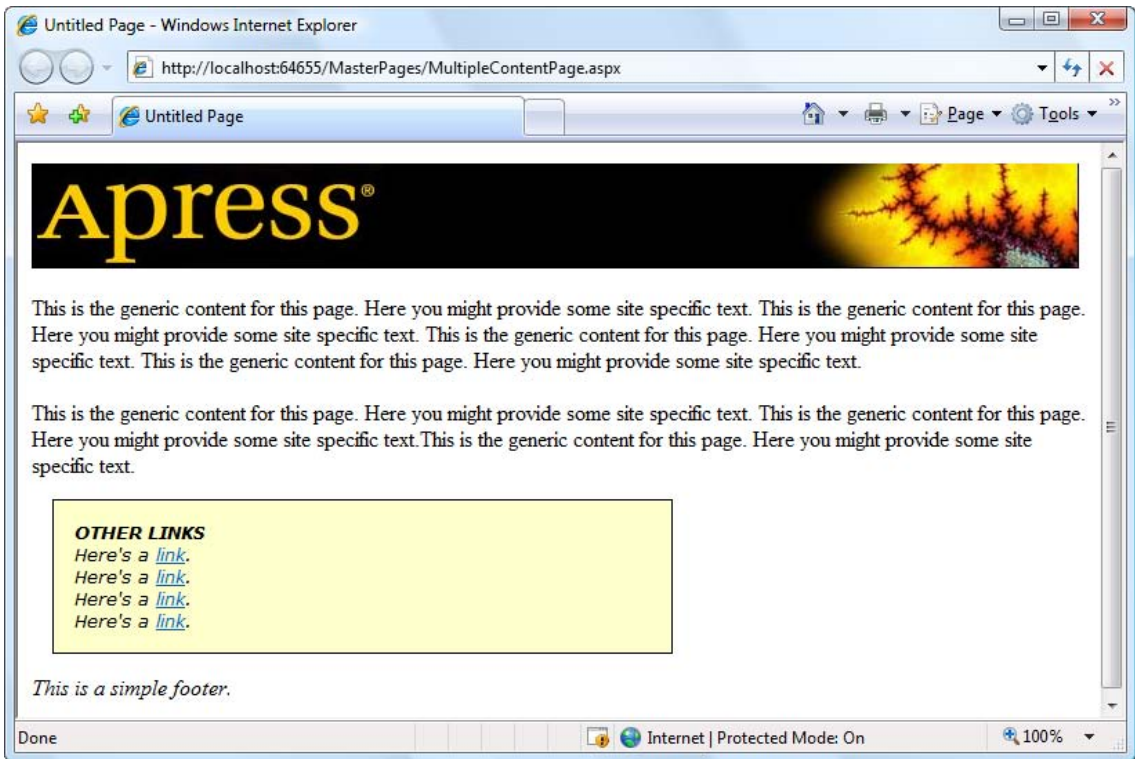 Untitled Page - Windows Internet Explorer
http://localhost:64655/MasterPages/MultipleContentPage.aspx
Untitled Page
Page
Tools
Apress®
This is the generic content for this page. Here you might provide some site specific text. This is the generic content for this page.
Here you might provide some site specific text. This is the generic content for this page. Here you might provide some site
specific text. This is the generic content for this page. Here you might provide some site specific text.
This is the generic content for this page. Here you might provide some site specific text. This is the generic content for this page.
Here you might provide some site specific text.This is the generic content for this page. Here you might provide some site
specific text.
OTHER LINKS
Here's a link.
Here's a link.
Here's a link.
Here's a link.
This is a simple footer.
Done
Internet | Protected Mode: On
100%